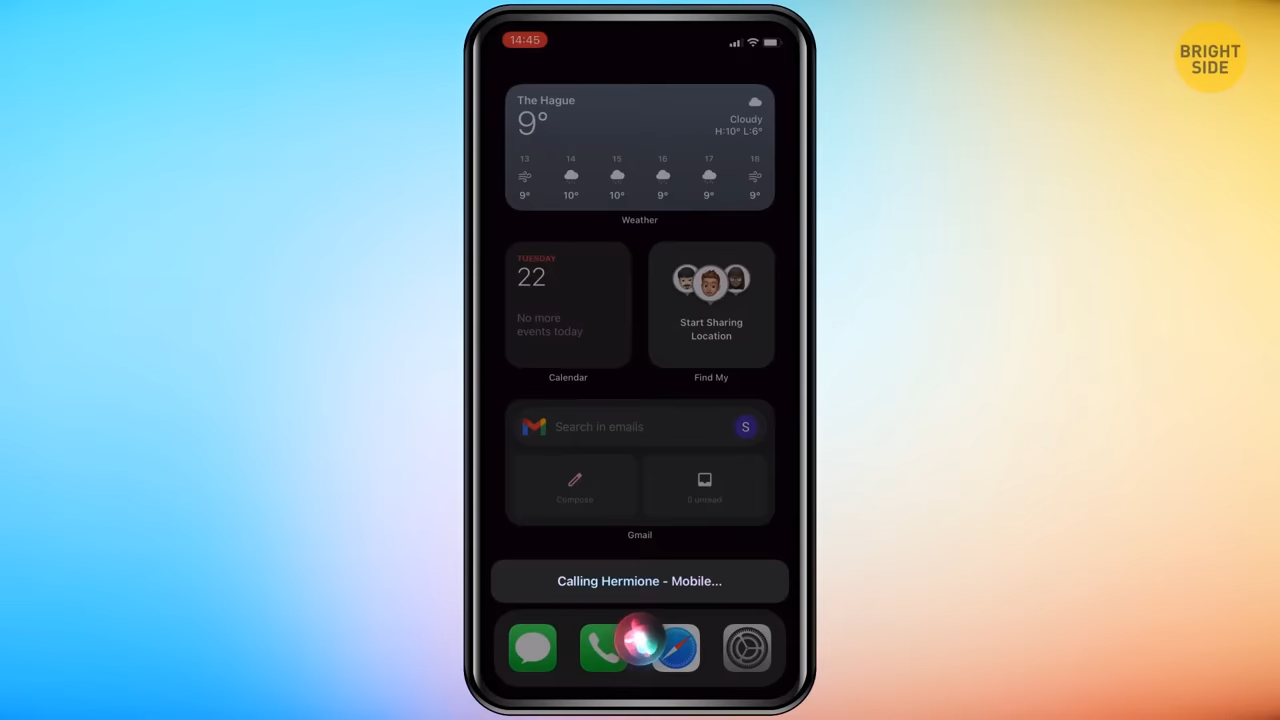 14:45
BRIGHT
SIDE
The Hague
9°
Cloudy
H:10° L:6°
13 14 15 16 17 18
9° 10° 10° 9° 9° 9°
Weather
TUESDAY
22
No more
events today
Calendar
Start Sharing
Location
Find My
Search in emails
S
Compose
0 unread
Gmail
Calling Hermione - Mobile...